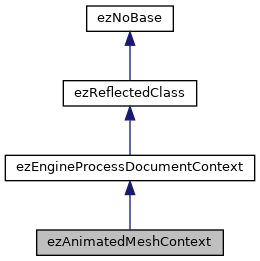 ezNoBase
ezReflectedClass
ezEngineProcessDocumentContext
ezAnimatedMeshContext